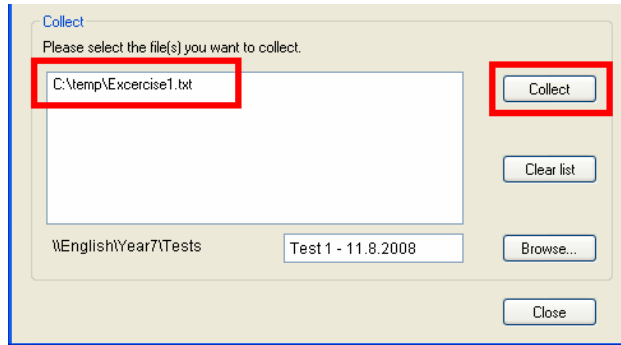 Collect
Please select the file(s) you want to collect.
C:\temp\Excercise1.txt
Collect
Clear list
\\English\Year7\Tests
Test 1 - 11.8.2008
Browse...
Close